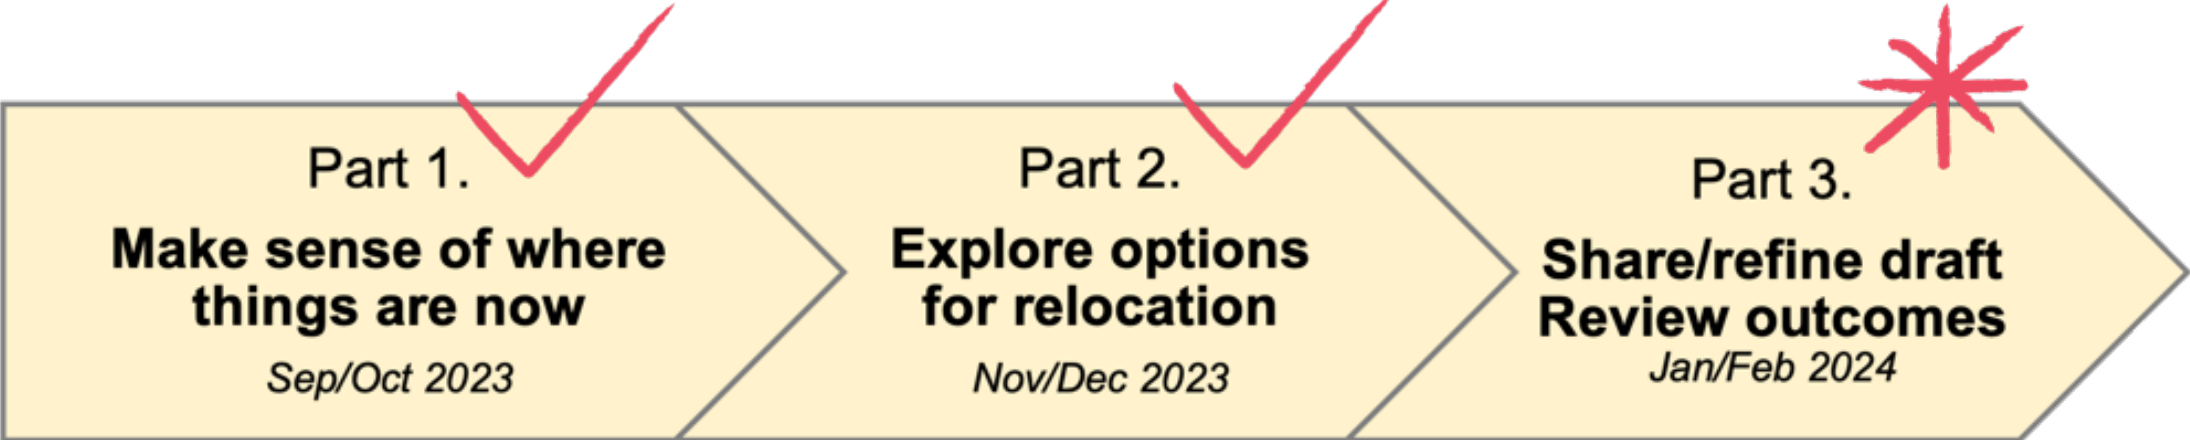 Part 1.
Make sense of where
things are now
Sep/Oct 2023
Part 2.
Explore options
for relocation
Nov/Dec 2023
Part 3.
Share/refine draft
Review outcomes
Jan/Feb 2024